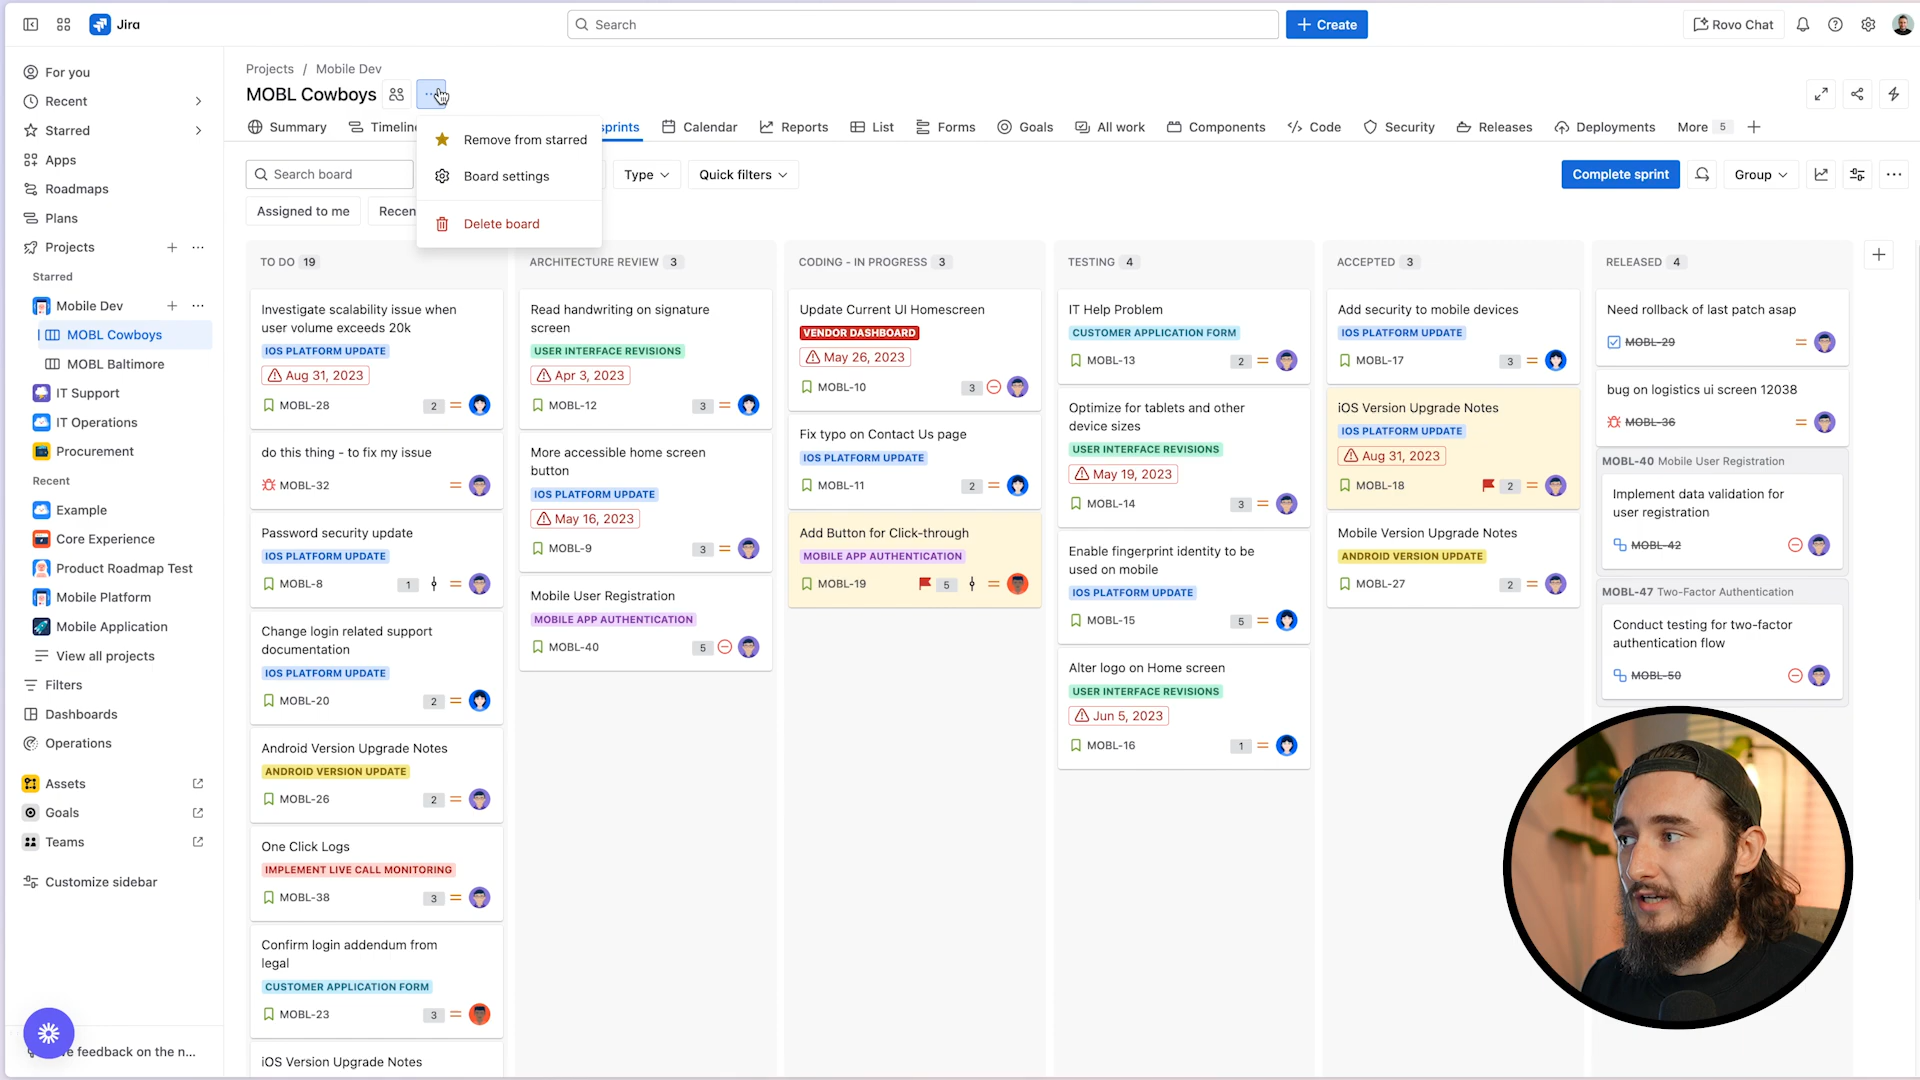 Jira
Search
Create
Rovo Chat
For you
Recent
Starred
Apps
Roadmaps
Plans
Projects
Starred
Mobile Dev
MOBL Cowboys
MOBL Baltimore
IT Support
IT Operations
Procurement
Recent
Example
Core Experience
Product Roadmap Test
Mobile Platform
Mobile Application
View all projects
Filters
Dashboards
Operations
Assets
Goals
Teams
Customize sidebar
feedback on the n...
Projects / Mobile Dev
MOBL Cowboys
Summary
sprints
Calendar
Reports
List
Forms
Goals
All work
Components
Code
Security
Releases
Deployments
More 5
Remove from starred
Board settings
Delete board
Search board
Type
Quick filters
Complete sprint
Group
Assigned to me
TO DO 19
Investigate scalability issue when
user volume exceeds 20k
IOS PLATFORM UPDATE
Aug 31, 2023
MOBL-28 2
do this thing - to fix my issue
MOBL-32
Password security update
IOS PLATFORM UPDATE
MOBL-8 1
Change login related support
documentation
IOS PLATFORM UPDATE
MOBL-20 2
Android Version Upgrade Notes
ANDROID VERSION UPDATE
MOBL-26 2
One Click Logs
IMPLEMENT LIVE CALL MONITORING
MOBL-38 3
Confirm login addendum from
legal
CUSTOMER APPLICATION FORM
MOBL-23 3
iOS Version Upgrade Notes
ARCHITECTURE REVIEW 3
Read handwriting on signature
screen
USER INTERFACE REVISIONS
Apr 3, 2023
MOBL-12 3
More accessible home screen
button
IOS PLATFORM UPDATE
May 16, 2023
MOBL-9 3
Mobile User Registration
MOBILE APP AUTHENTICATION
MOBL-40 5
CODING - IN PROGRESS 3
Update Current UI Homescreen
VENDOR DASHBOARD
May 26, 2023
MOBL-10 3
Fix typo on Contact Us page
IOS PLATFORM UPDATE
MOBL-11 2
Add Button for Click-through
MOBILE APP AUTHENTICATION
MOBL-19 5
TESTING 4
IT Help Problem
CUSTOMER APPLICATION FORM
MOBL-13 2
Optimize for tablets and other
device sizes
USER INTERFACE REVISIONS
May 19, 2023
MOBL-14 3
Enable fingerprint identity to be
used on mobile
IOS PLATFORM UPDATE
MOBL-15 5
Alter logo on Home screen
USER INTERFACE REVISIONS
Jun 5, 2023
MOBL-16 1
ACCEPTED 3
Add security to mobile devices
IOS PLATFORM UPDATE
MOBL-17 3
iOS Version Upgrade Notes
IOS PLATFORM UPDATE
Aug 31, 2023
MOBL-18 2
Mobile Version Upgrade Notes
ANDROID VERSION UPDATE
MOBL-27 2
RELEASED 4
Need rollback of last patch asap
MOBL-29
bug on logistics ui screen 12038
MOBL-36
MOBL-40 Mobile User Registration
Implement data validation for
user registration
MOBL-42
MOBL-47 Two-Factor Authentication
Conduct testing for two-factor
authentication flow
MOBL-50